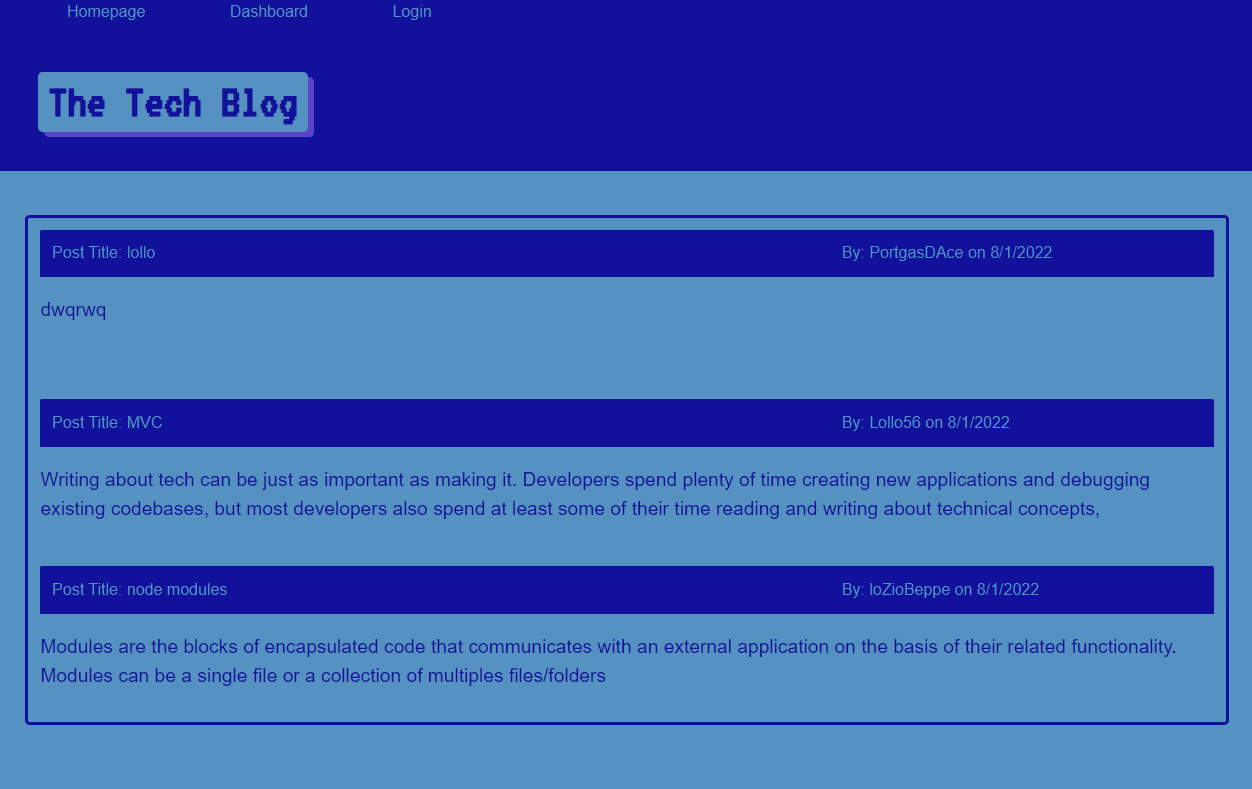 Homepage Dashboard Login
The Tech Blog
Post Title: lollo By: PortgasDAce on 8/1/2022
dwqrwq
Post Title: MVC By: Lollo56 on 8/1/2022
Writing about tech can be just as important as making it. Developers spend plenty of time creating new applications and debugging
existing codebases, but most developers also spend at least some of their time reading and writing about technical concepts,
Post Title: node modules By: loZioBeppe on 8/1/2022
Modules are the blocks of encapsulated code that communicates with an external application on the basis of their related functionality.
Modules can be a single file or a collection of multiples files/folders